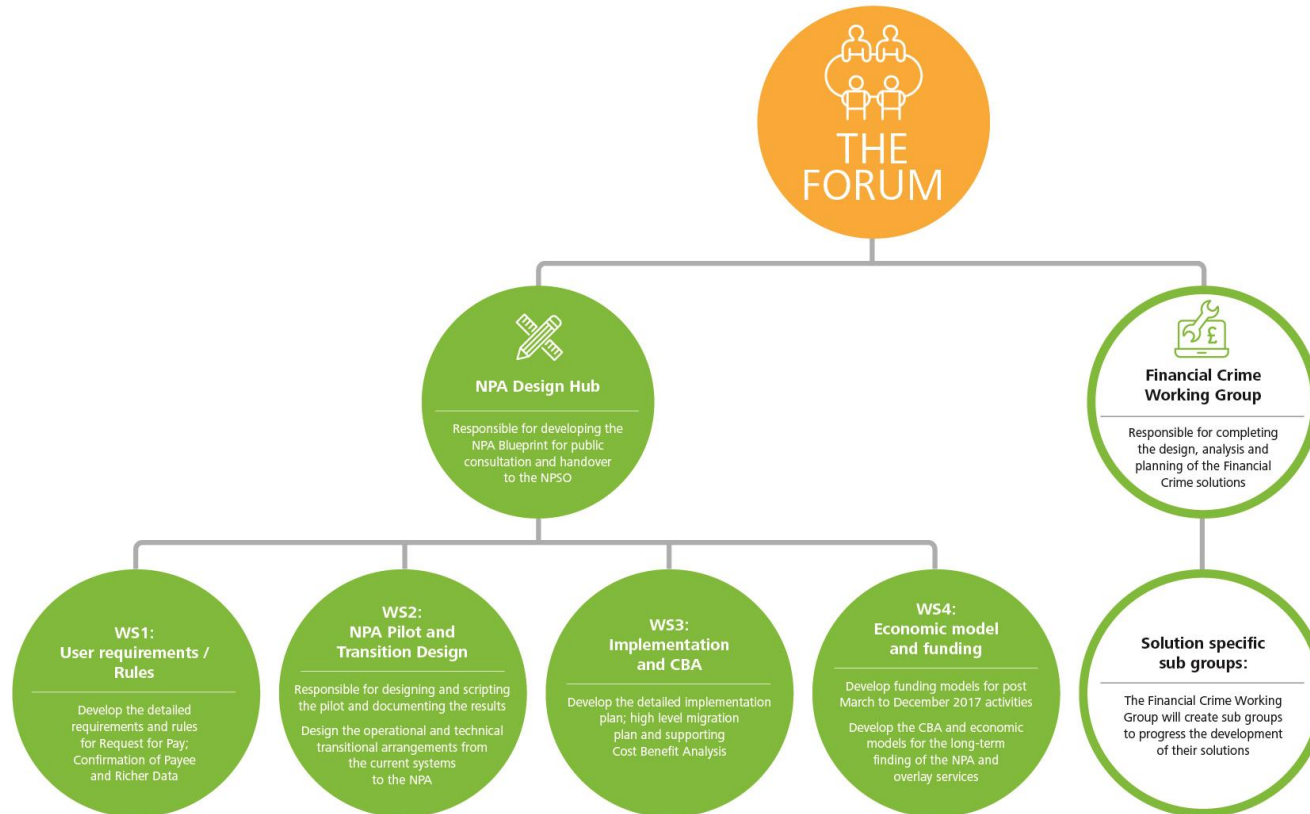 THE
FORUM
NPA Design Hub
Responsible for developing the
NPA Blueprint for public
consultation and handover
to the NPSO
£
Financial Crime
Working Group
Responsible for completing
the design, analysis and
planning of the Financial
Crime solutions
WS1:
User requirements /
Rules
Develop the detailed
requirements and rules
for Request for Pay;
Confirmation of Payee
and Richer Data
WS2:
NPA Pilot and
Transition Design
Responsible for designing and scripting
the pilot and documenting the results
Design the operational and technical
transitional arrangements from
the current systems
to the NPA
WS3:
Implementation
and CBA
Develop the detailed implementation
plan; high level migration
plan and supporting
Cost Benefit Analysis
WS4:
Economic model
and funding
Develop funding models for post
March to December 2017 activities
Develop the CBA and economic
models for the long-term
finding of the NPA and
overlay services
Solution specific
sub groups:
The Financial Crime Working
Group will create sub groups
to progress the development
of their solutions